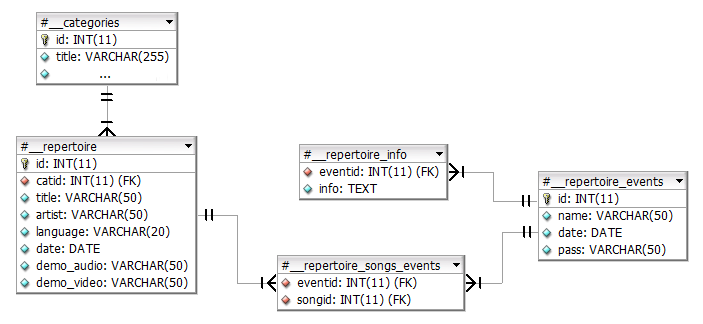 #__categories
id: INT(11)
title: VARCHAR(255)
...
#__repertoire
id: INT(11)
catid: INT(11) (FK)
title: VARCHAR(50)
artist: VARCHAR(50)
language: VARCHAR(20)
date: DATE
demo_audio: VARCHAR(50)
demo_video: VARCHAR(50)
#__repertoire_info
eventid: INT(11) (FK)
info: TEXT
#__repertoire_events
id: INT(11)
name: VARCHAR(50)
date: DATE
pass: VARCHAR(50)
#__repertoire_songs_events
eventid: INT(11) (FK)
songid: INT(11) (FK)